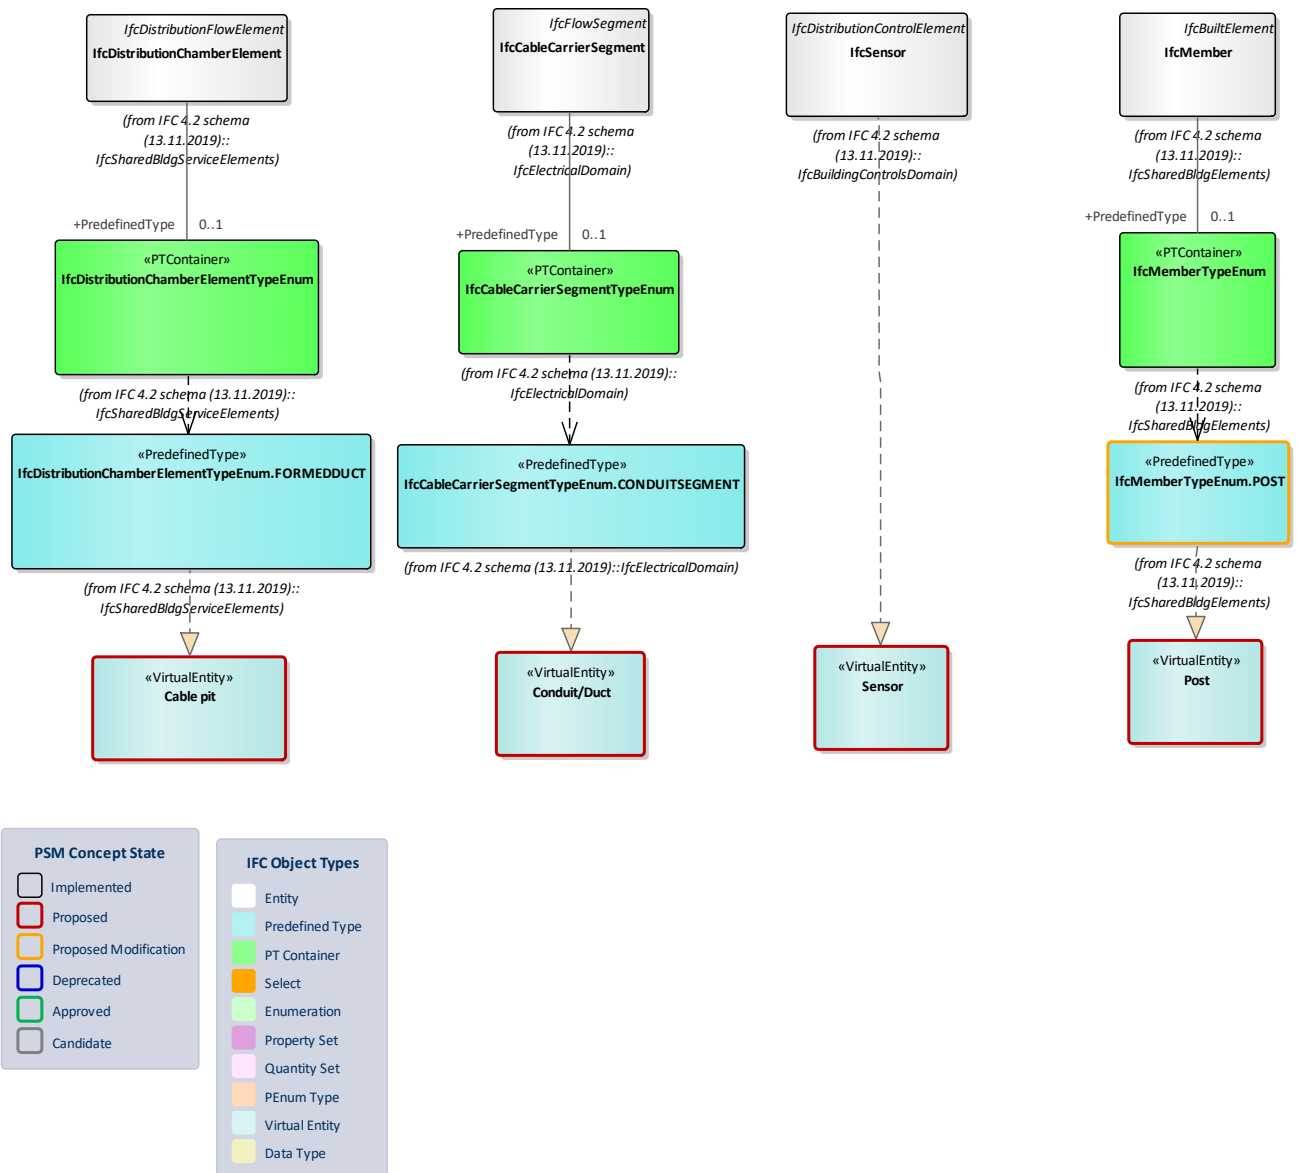 IfcDistributionFlowElement
IfcDistributionChamberElement
(from IFC 4.2 schema
(13.11.2019)::
IfcSharedBldgServiceElements)
+PredefinedType 0..1
«PTContainer»
IfcDistributionChamberElementTypeEnum
(from IFC 4.2 schema (13.11.2019)::
IfcSharedBldgServiceElements)
«PredefinedType»
IfcDistributionChamberElementTypeEnum.FORMEDDUCT
(from IFC 4.2 schema (13.11.2019)::
IfcSharedBldgServiceElements)
«VirtualEntity»
Cable pit
IfcFlowSegment
IfcCableCarrierSegment
(from IFC 4.2 schema
(13.11.2019)::
IfcElectricalDomain)
+PredefinedType 0..1
«PTContainer»
IfcCableCarrierSegmentTypeEnum
(from IFC 4.2 schema (13.11.2019)::
IfcElectricalDomain)
«PredefinedType»
IfcCableCarrierSegmentTypeEnum.CONDUITSEGMENT
(from IFC 4.2 schema (13.11.2019)::IfcElectricalDomain)
«VirtualEntity»
Conduit/Duct
IfcDistributionControlElement
IfcSensor
(from IFC 4.2 schema
(13.11.2019)::
IfcBuildingControlsDomain)
«VirtualEntity»
Sensor
IfcBuiltElement
IfcMember
(from IFC 4.2 schema
(13.11.2019)::
IfcSharedBldgElements)
+PredefinedType 0..1
«PTContainer»
IfcMemberTypeEnum
(from IFC 4.2 schema
(13.11.2019)::
IfcSharedBldgElements)
«PredefinedType»
IfcMemberTypeEnum.POST
(from IFC 4.2 schema
(13.11.2019)::
IfcSharedBldgElements)
«VirtualEntity»
Post
PSM Concept State
Implemented
Proposed
Proposed Modification
Deprecated
Approved
Candidate
IFC Object Types
Entity
Predefined Type
PT Container
Select
Enumeration
Property Set
Quantity Set
PEnum Type
Virtual Entity
Data Type